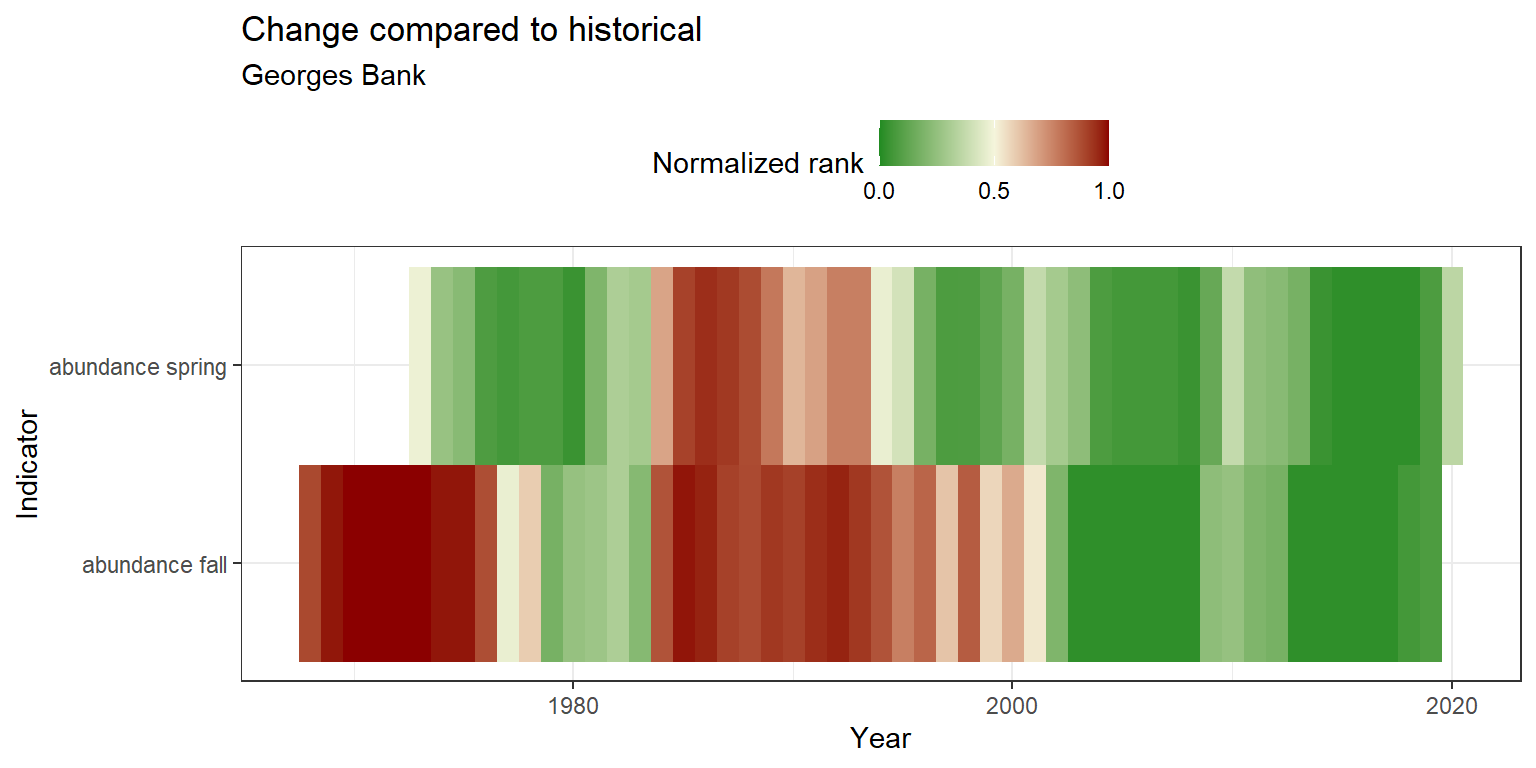 Change compared to historical
Georges Bank
Normalized rank
0.0 0.5 1.0
Indicator
abundance spring
abundance fall
1980 2000 2020
Year